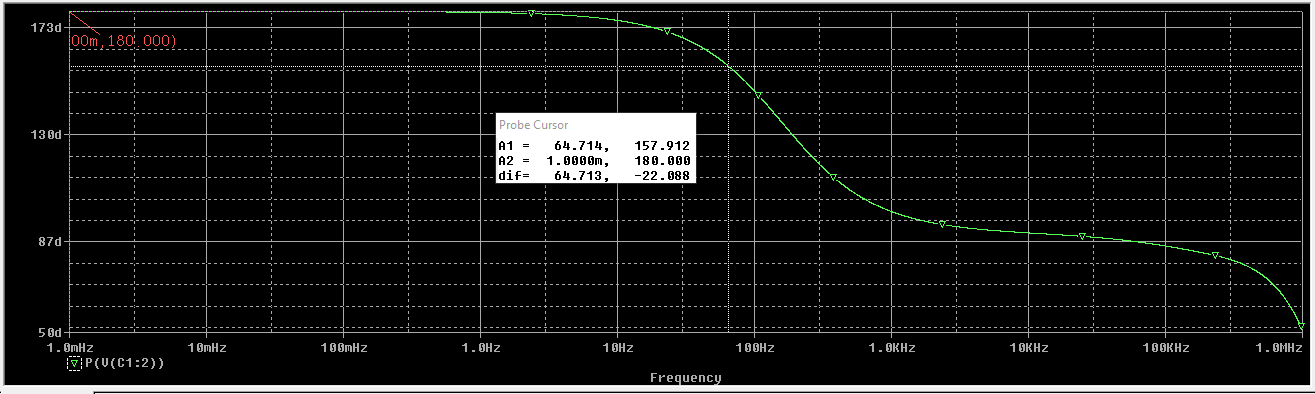 173d
00m,180.000)
Probe Cursor
A1 = 64.714, 157.912
A2 = 1.0000m, 180.000
dif= 64.713, -22.088
130d
87d
50d
1.0mHz 10mHz 100mHz 1.0Hz 10Hz 100Hz 1.0KHz 10KHz 100KHz 1.0MHz
P(V(C1:2))
Frequency